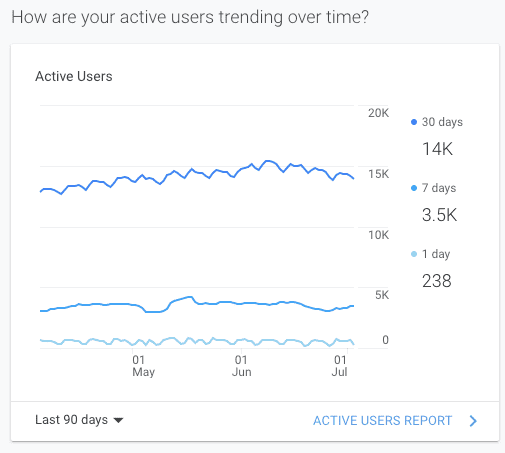 How are your active users trending over time?
Active Users
20K
15K
10K
5K
0
01
May
01
Jun
01
Jul
30 days
14K
7 days
3.5K
1 day
238
Last 90 days
ACTIVE USERS REPORT